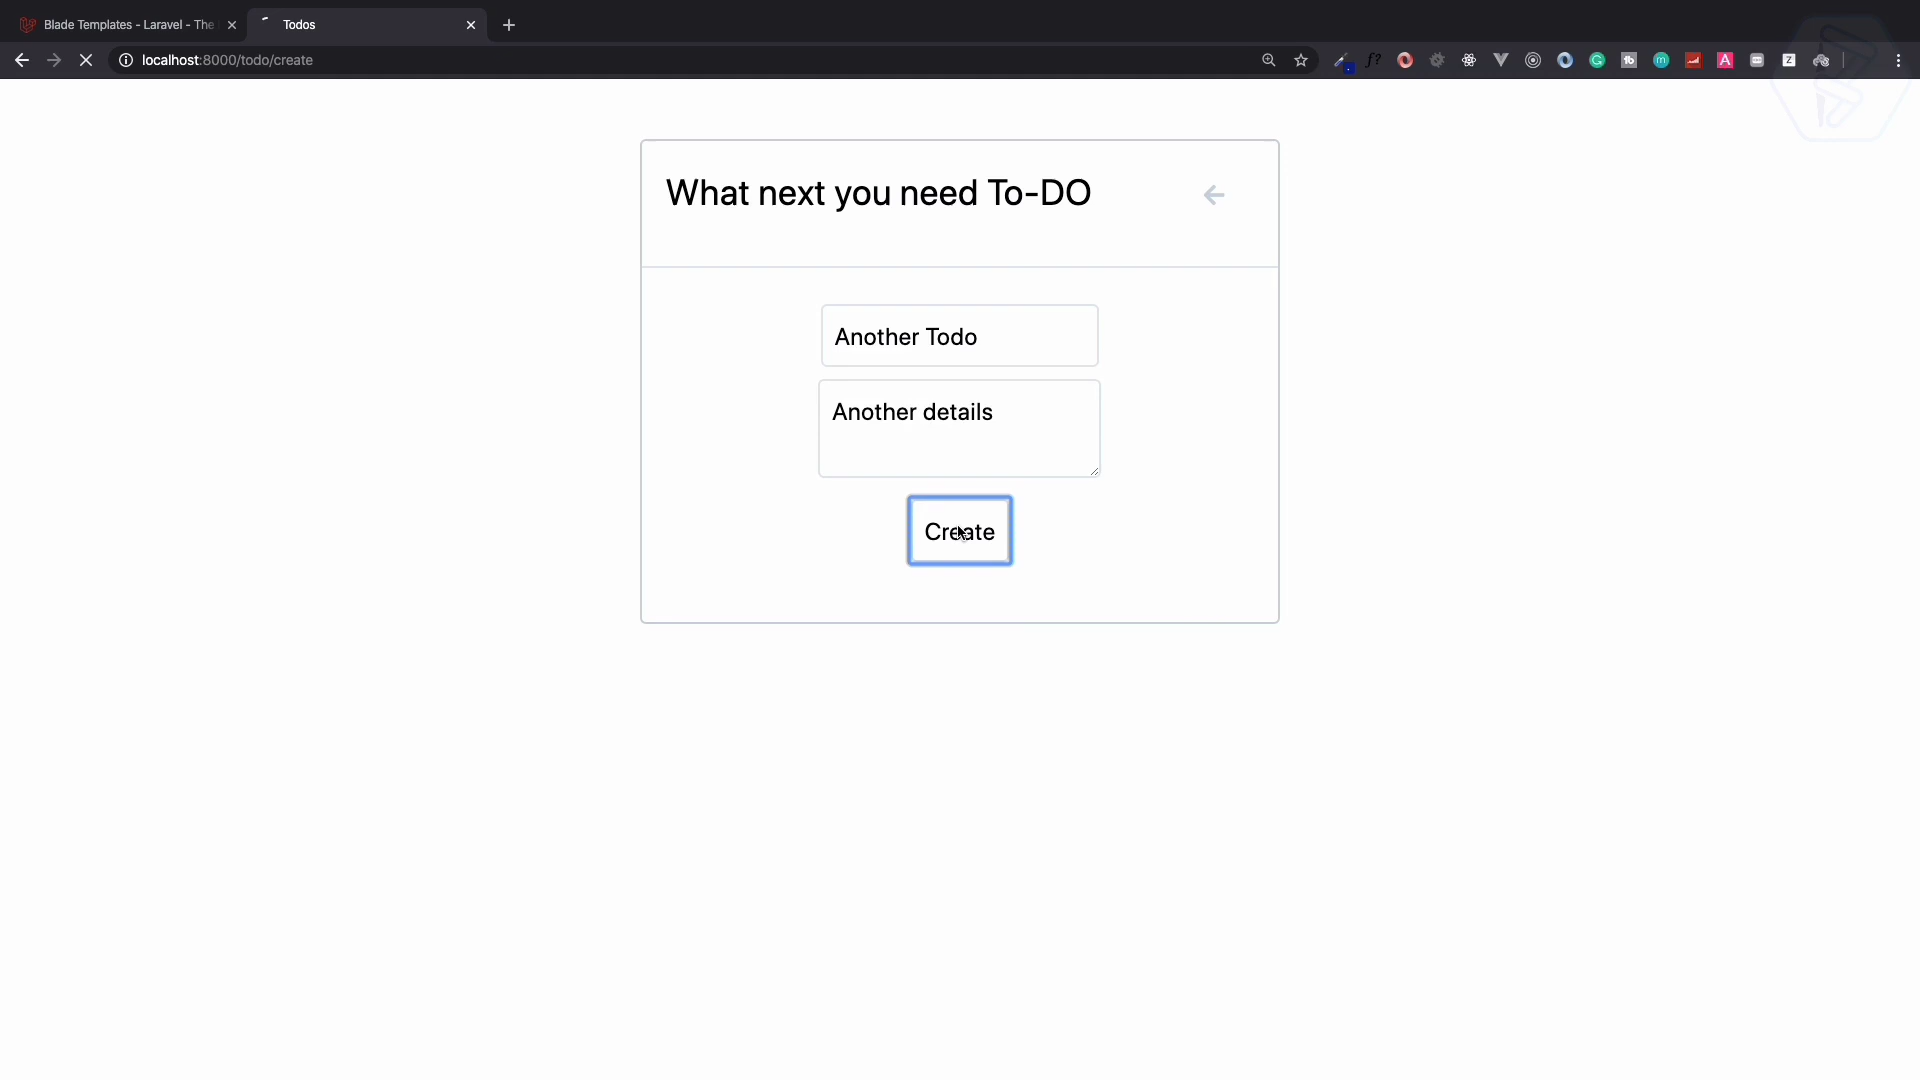 Blade Templates - Laravel - The
Todos
localhost:8000/todo/create
What next you need To-DO
Another Todo
Another details
Create